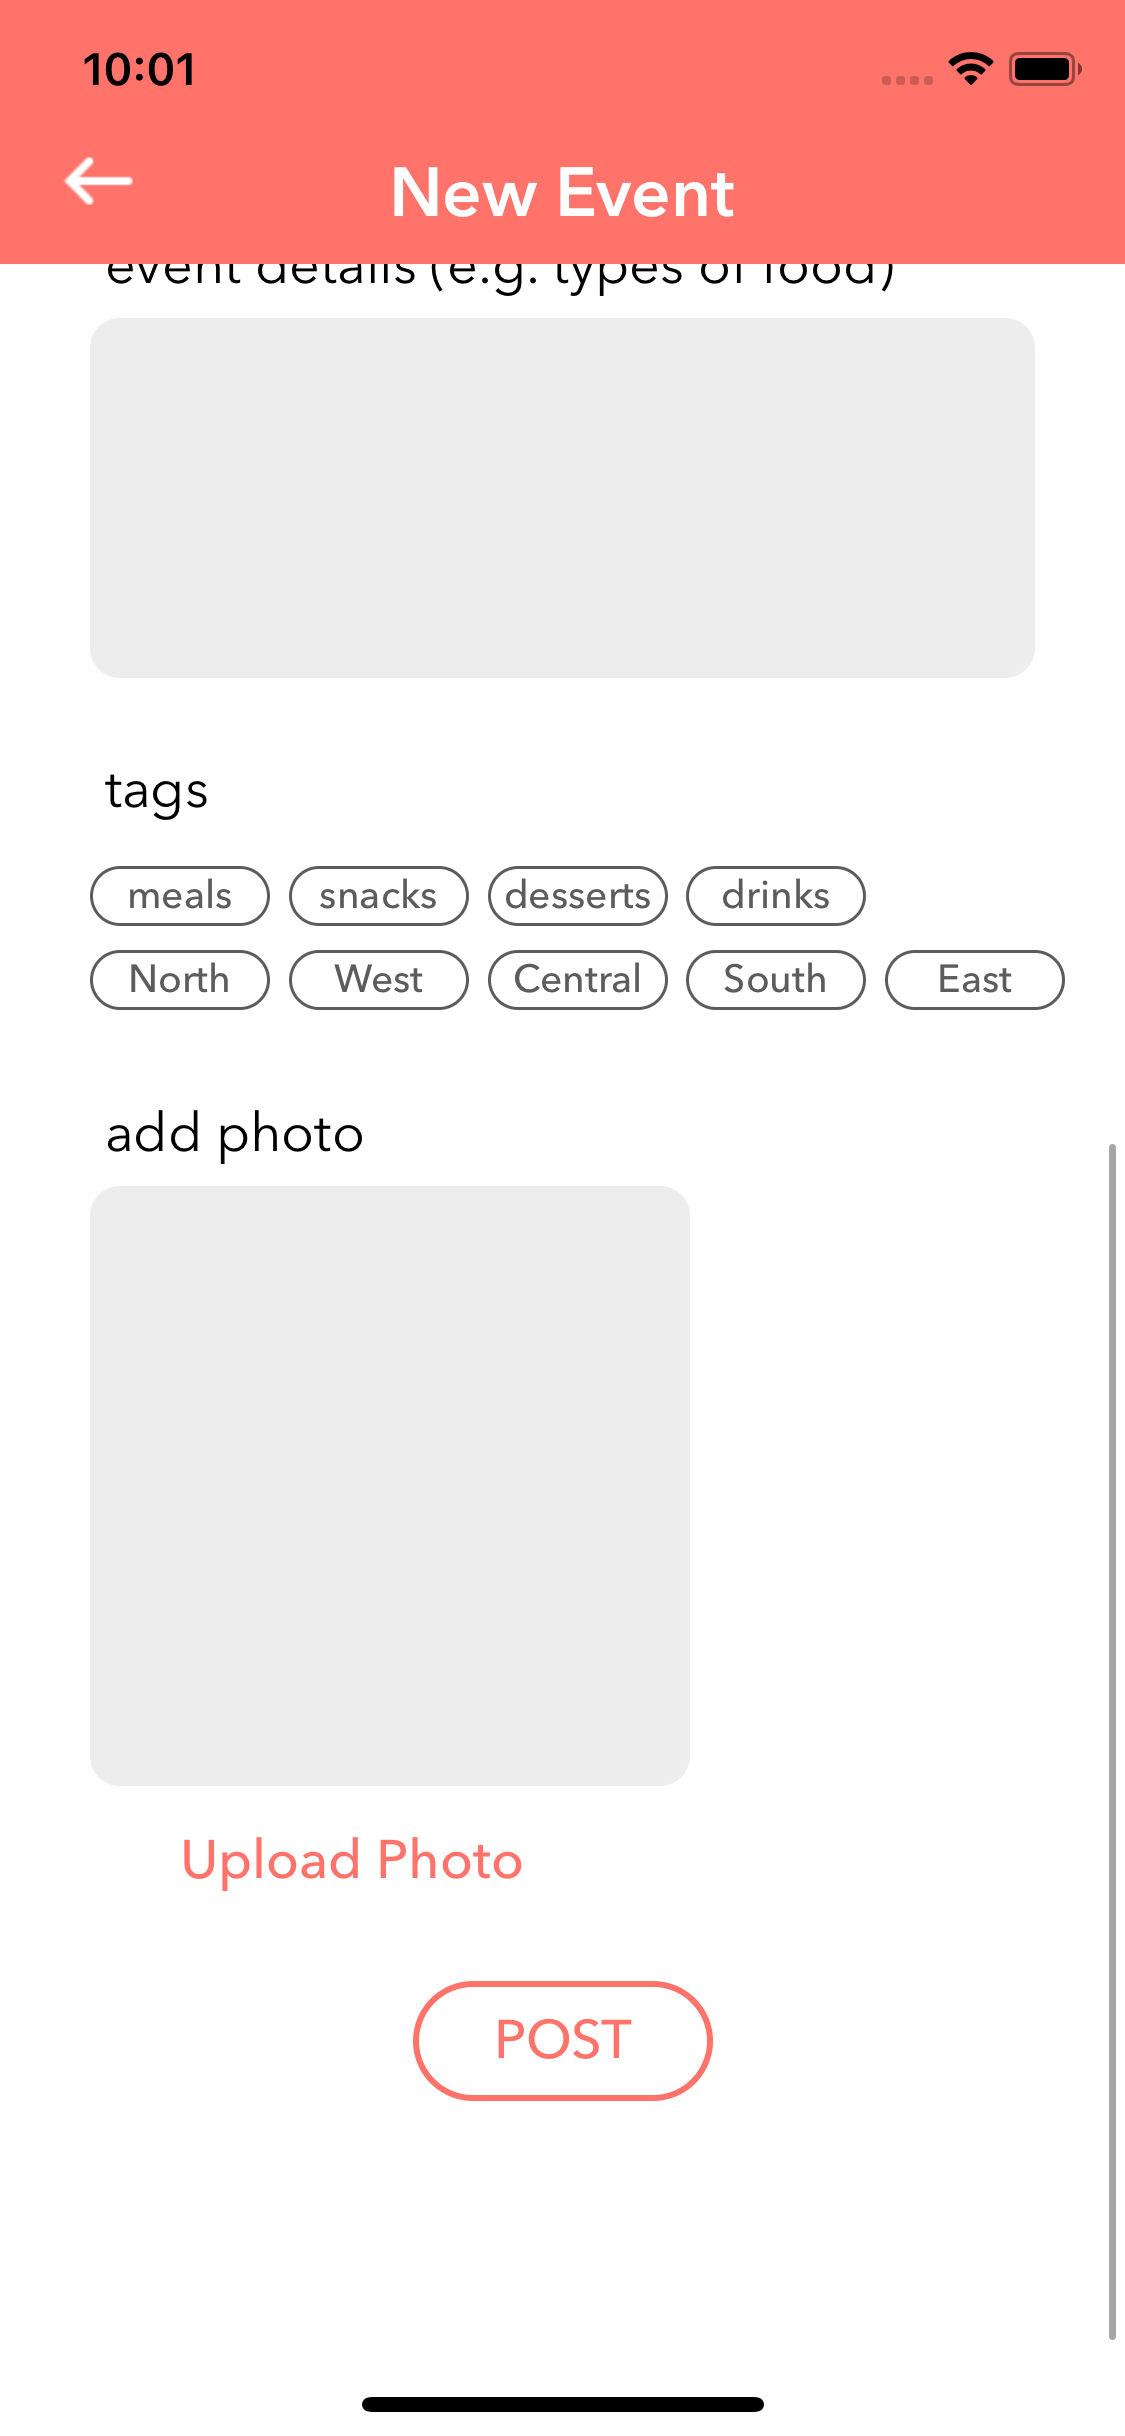 10:01
New Event
event details (e.g. types of food)
tags
meals snacks desserts drinks
North West Central South East
add photo
Upload Photo
POST